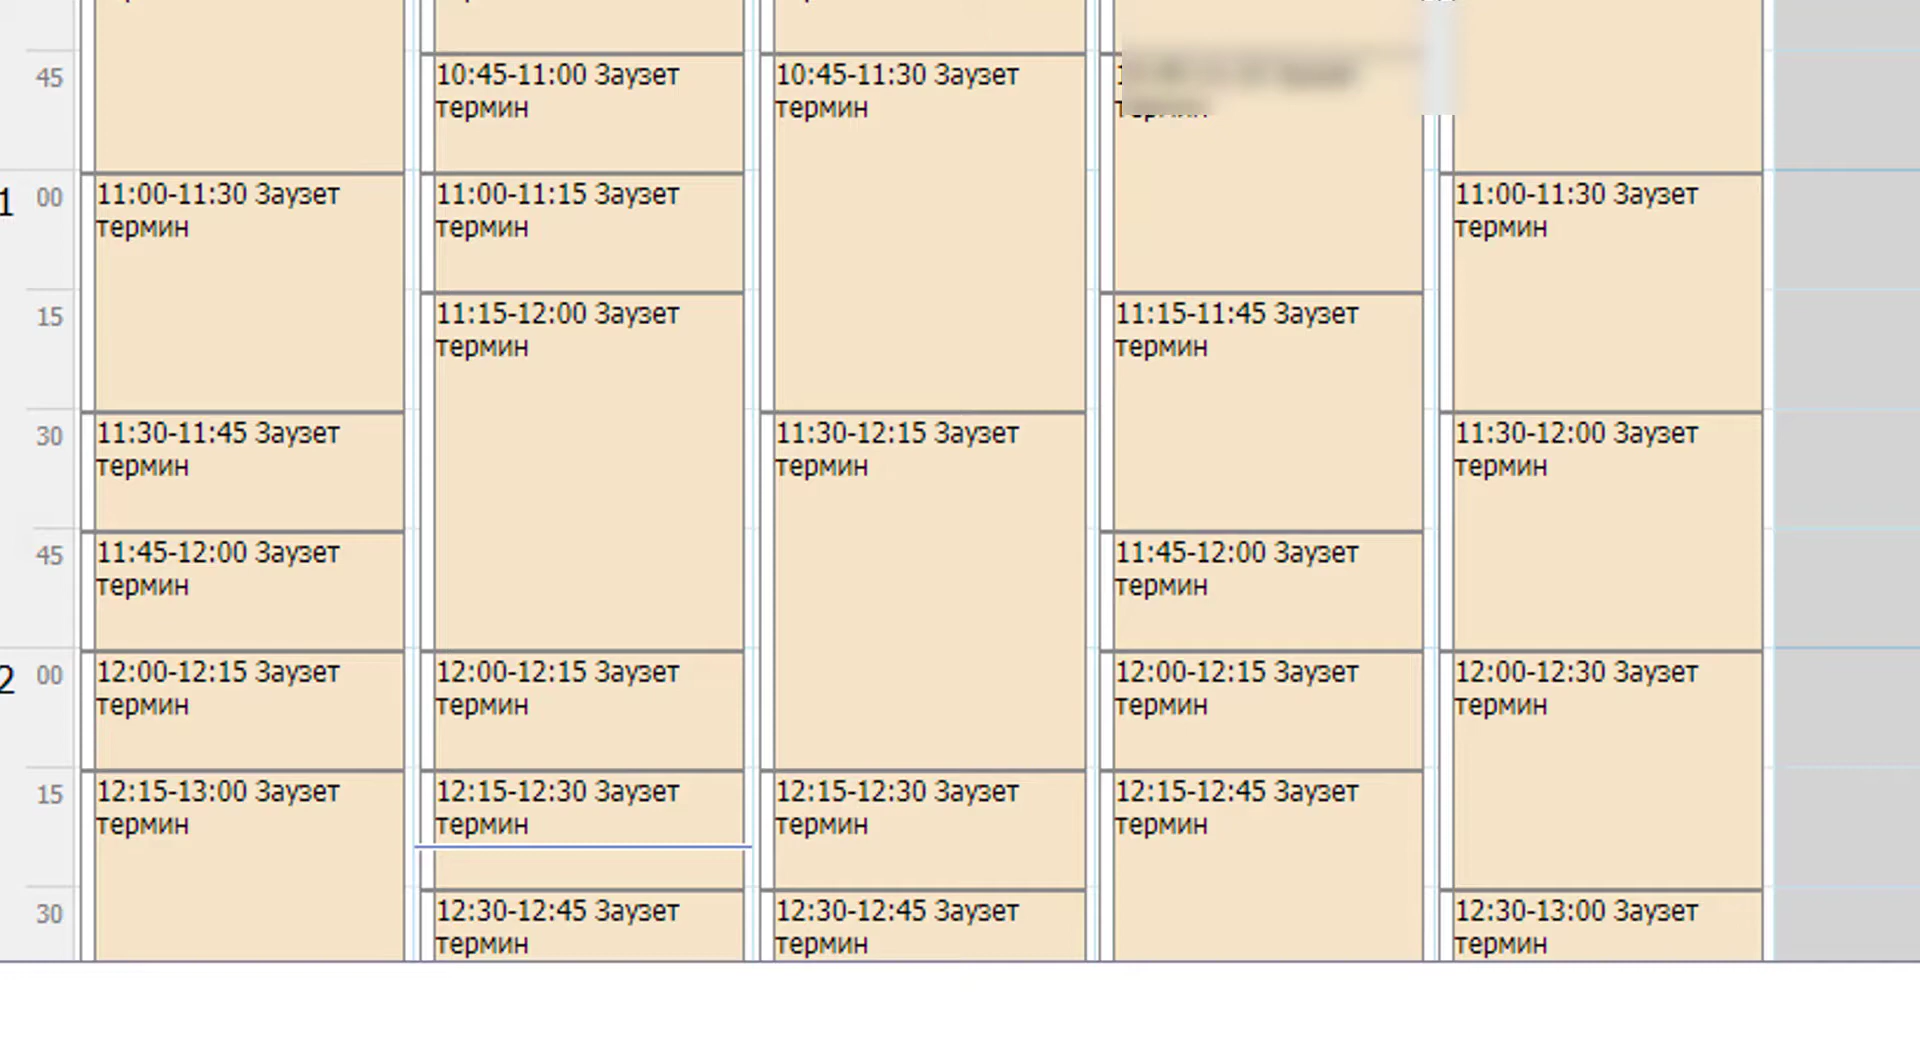 45
10:45-11:00 Заузет
термин
10:45-11:30 Заузет
термин
термин
1 00
11:00-11:30 Заузет
термин
11:00-11:15 Заузет
термин
11:00-11:30 Заузет
термин
15
11:15-12:00 Заузет
термин
11:15-11:45 Заузет
термин
30
11:30-11:45 Заузет
термин
11:30-12:15 Заузет
термин
11:30-12:00 Заузет
термин
45
11:45-12:00 Заузет
термин
11:45-12:00 Заузет
термин
2 00
12:00-12:15 Заузет
термин
12:00-12:15 Заузет
термин
12:00-12:15 Заузет
термин
12:00-12:30 Заузет
термин
15
12:15-13:00 Заузет
термин
12:15-12:30 Заузет
термин
12:15-12:30 Заузет
термин
12:15-12:45 Заузет
термин
30
12:30-12:45 Заузет
термин
12:30-12:45 Заузет
термин
12:30-13:00 Заузет
термин